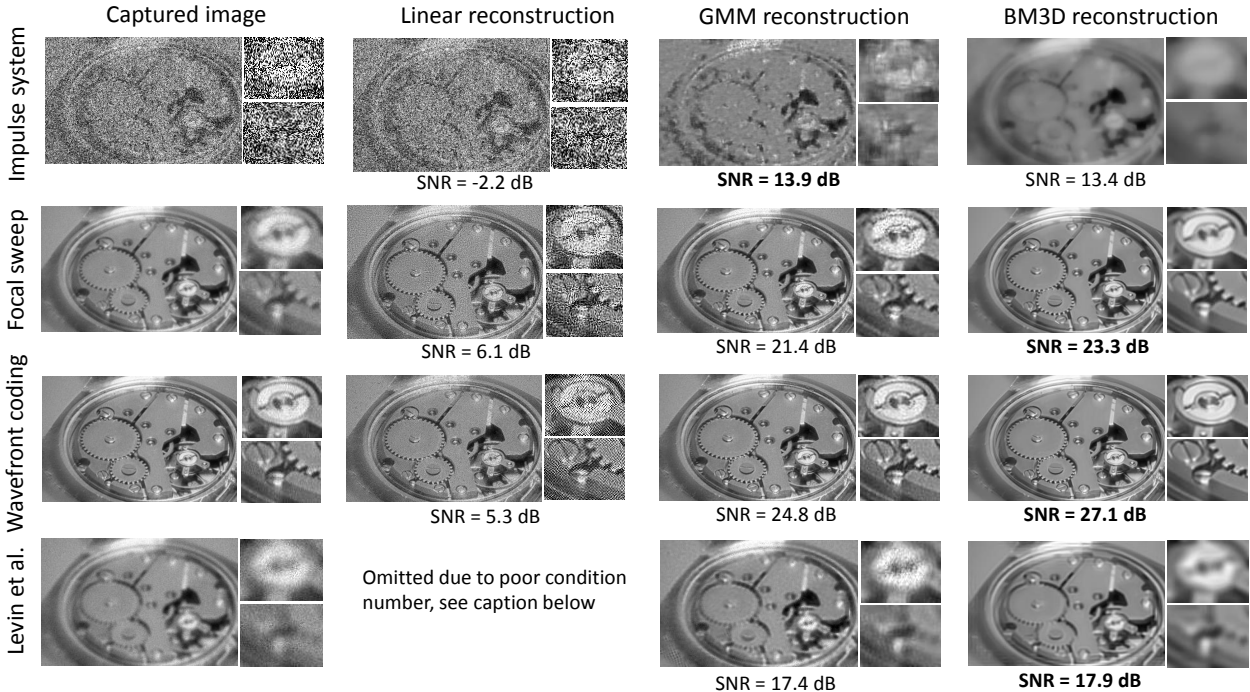 Captured image
Linear reconstruction
GMM reconstruction
BM3D reconstruction
Impulse system
SNR = -2.2 dB
SNR = 13.9 dB
SNR = 13.4 dB
Focal sweep
SNR = 6.1 dB
SNR = 21.4 dB
SNR = 23.3 dB
Wavefront coding
SNR = 5.3 dB
SNR = 24.8 dB
SNR = 27.1 dB
Levin et al.
Omitted due to poor condition
number, see caption below
SNR = 17.4 dB
SNR = 17.9 dB